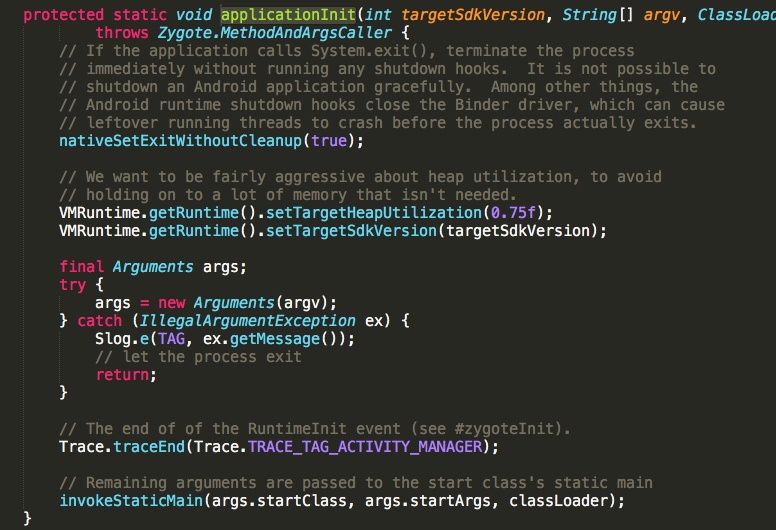 protected static void applicationInit(int targetSdkVersion, String[] argv, ClassLoa
        throws Zygote.MethodAndArgsCaller {
    // If the application calls System.exit(), terminate the process
    // immediately without running any shutdown hooks.  It is not possible to
    // shutdown an Android application gracefully.  Among other things, the
    // Android runtime shutdown hooks close the Binder driver, which can cause
    // leftover running threads to crash before the process actually exits.
    nativeSetExitWithoutCleanup(true);

    // We want to be fairly aggressive about heap utilization, to avoid
    // holding on to a lot of memory that isn't needed.
    VMRuntime.getRuntime().setTargetHeapUtilization(0.75f);
    VMRuntime.getRuntime().setTargetSdkVersion(targetSdkVersion);

    final Arguments args;
    try {
        args = new Arguments(argv);
    } catch (IllegalArgumentException ex) {
        Slog.e(TAG, ex.getMessage());
        // let the process exit
        return;
    }

    // The end of of the RuntimeInit event (see #zygoteInit).
    Trace.traceEnd(Trace.TRACE_TAG_ACTIVITY_MANAGER);

    // Remaining arguments are passed to the start class's static main
    invokeStaticMain(args.startClass, args.startArgs, classLoader);
}